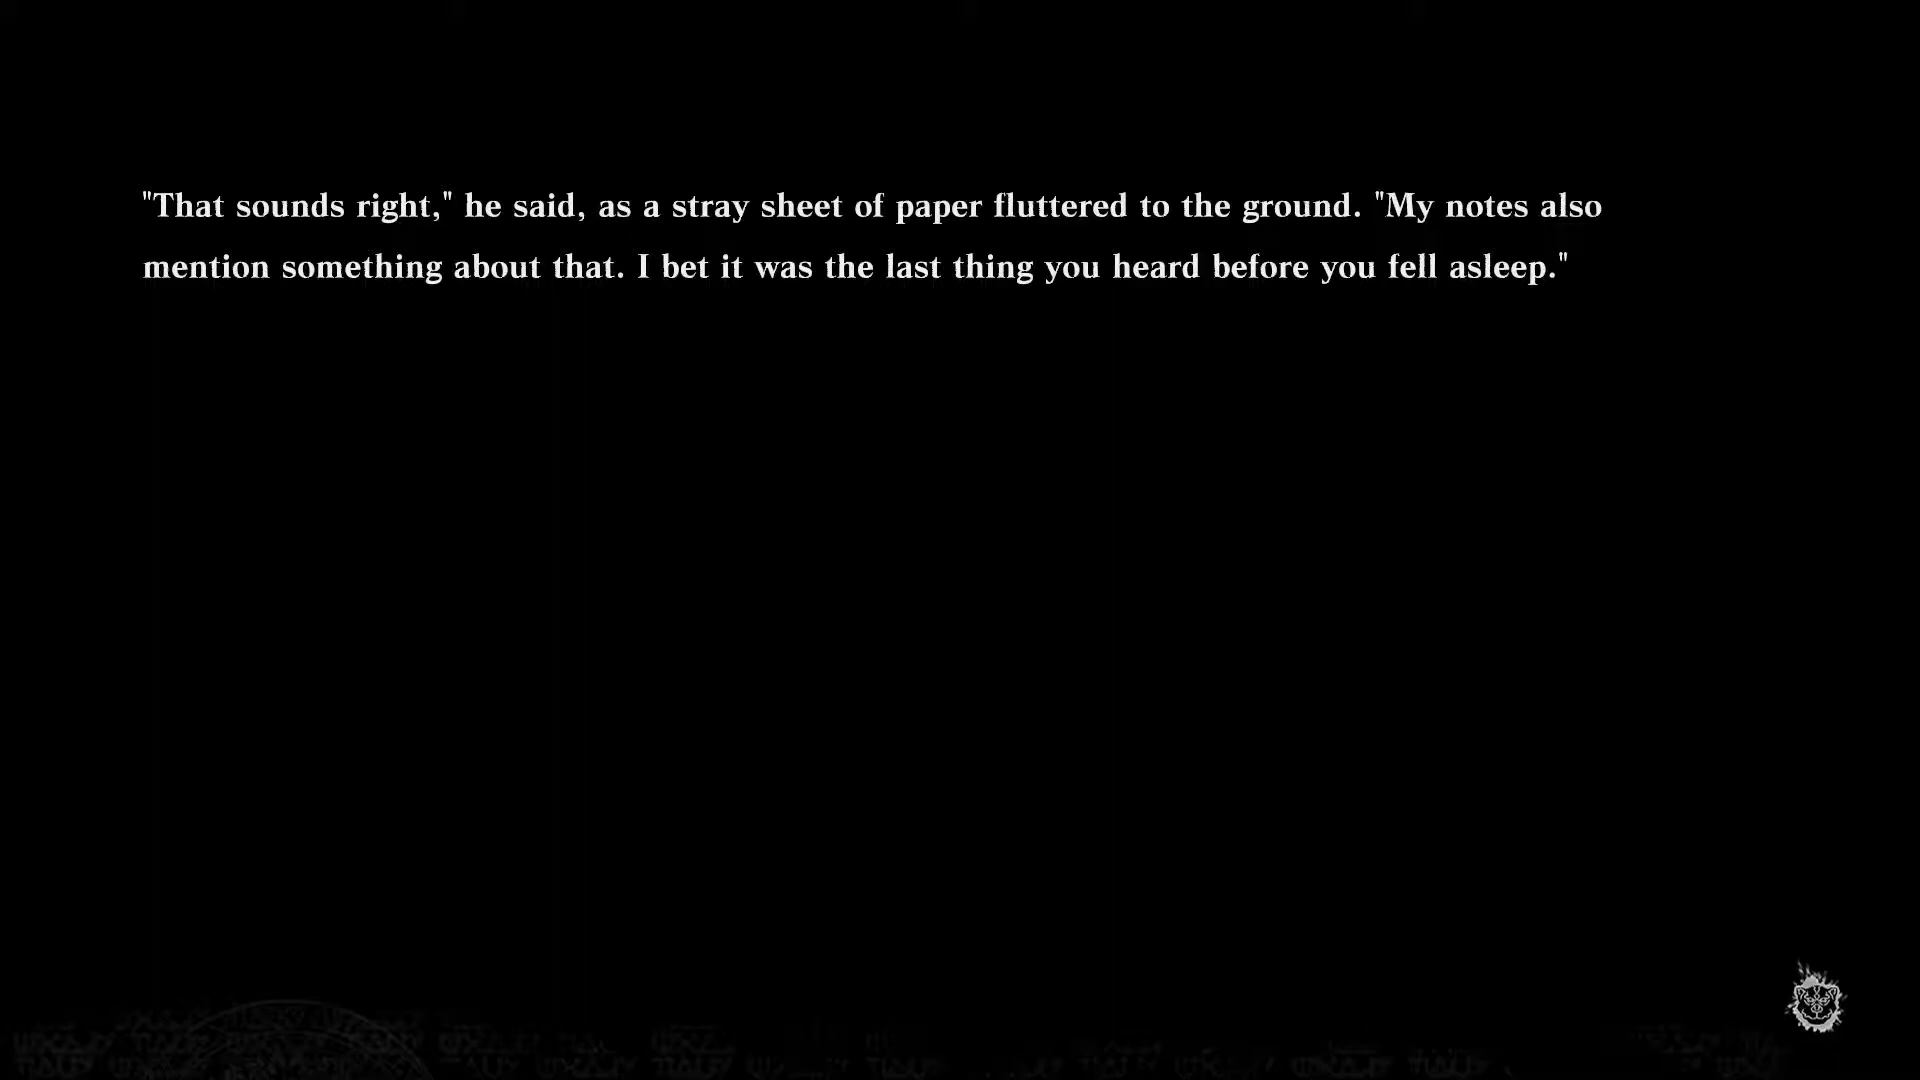 "That sounds right," he said, as a stray sheet of paper fluttered to the ground. "My notes also
mention something about that. I bet it was the last thing you heard before you fell asleep."